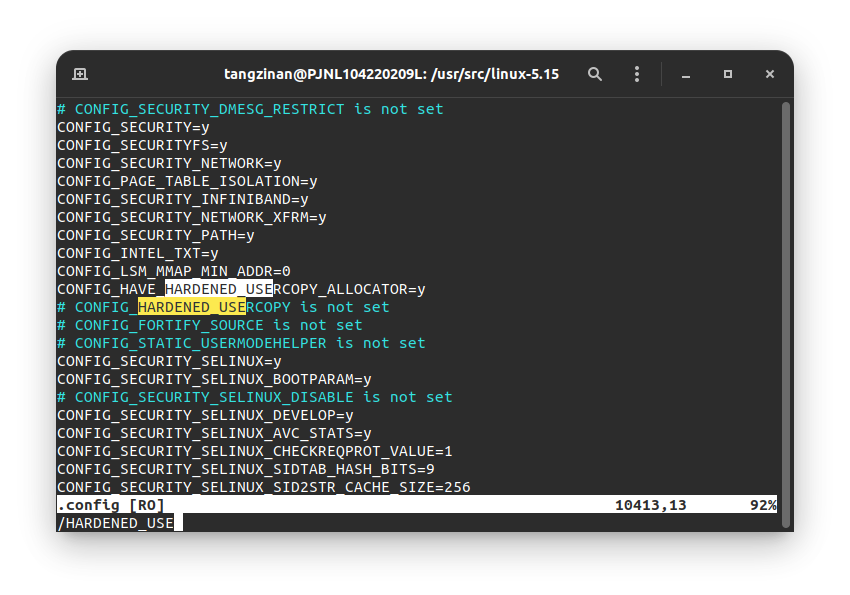 tangzinan@PJNL104220209L: /usr/src/linux-5.15
# CONFIG_SECURITY_DMESG_RESTRICT is not set
CONFIG_SECURITY=y
CONFIG_SECURITYFS=y
CONFIG_SECURITY_NETWORK=y
CONFIG_PAGE_TABLE_ISOLATION=y
CONFIG_SECURITY_INFINIBAND=y
CONFIG_SECURITY_NETWORK_XFRM=y
CONFIG_SECURITY_PATH=y
CONFIG_INTEL_TXT=y
CONFIG_LSM_MMAP_MIN_ADDR=0
CONFIG_HAVE_HARDENED_USERCOPY_ALLOCATOR=y
# CONFIG_HARDENED_USERCOPY is not set
# CONFIG_FORTIFY_SOURCE is not set
# CONFIG_STATIC_USERMODEHELPER is not set
CONFIG_SECURITY_SELINUX=y
CONFIG_SECURITY_SELINUX_BOOTPARAM=y
# CONFIG_SECURITY_SELINUX_DISABLE is not set
CONFIG_SECURITY_SELINUX_DEVELOP=y
CONFIG_SECURITY_SELINUX_AVC_STATS=y
CONFIG_SECURITY_SELINUX_CHECKREQPROT_VALUE=1
CONFIG_SECURITY_SELINUX_SIDTAB_HASH_BITS=9
CONFIG_SECURITY_SELINUX_SID2STR_CACHE_SIZE=256
.config [RO] 10413,13 92%
/HARDENED_USE